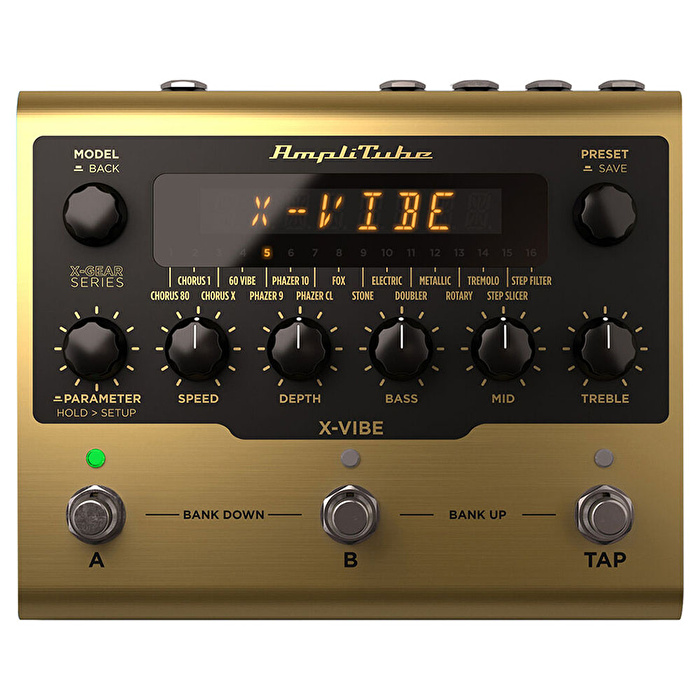 MODEL
BACK
AmpliTube
PRESET
SAVE
X-VIBE
1 2 3 4 5 6 7 8 9 10 11 12 13 14 15 16
X-GEAR
SERIES
CHORUS 1 60 VIBE PHAZER 10 FOX ELECTRIC METALLIC TREMOLO STEP FILTER
CHORUS 80 CHORUS X PHAZER 9 PHAZER CL STONE DOUBLER ROTARY STEP SLICER
PARAMETER
HOLD > SETUP
SPEED
DEPTH
BASS
MID
TREBLE
X-VIBE
BANK DOWN
BANK UP
A
B
TAP